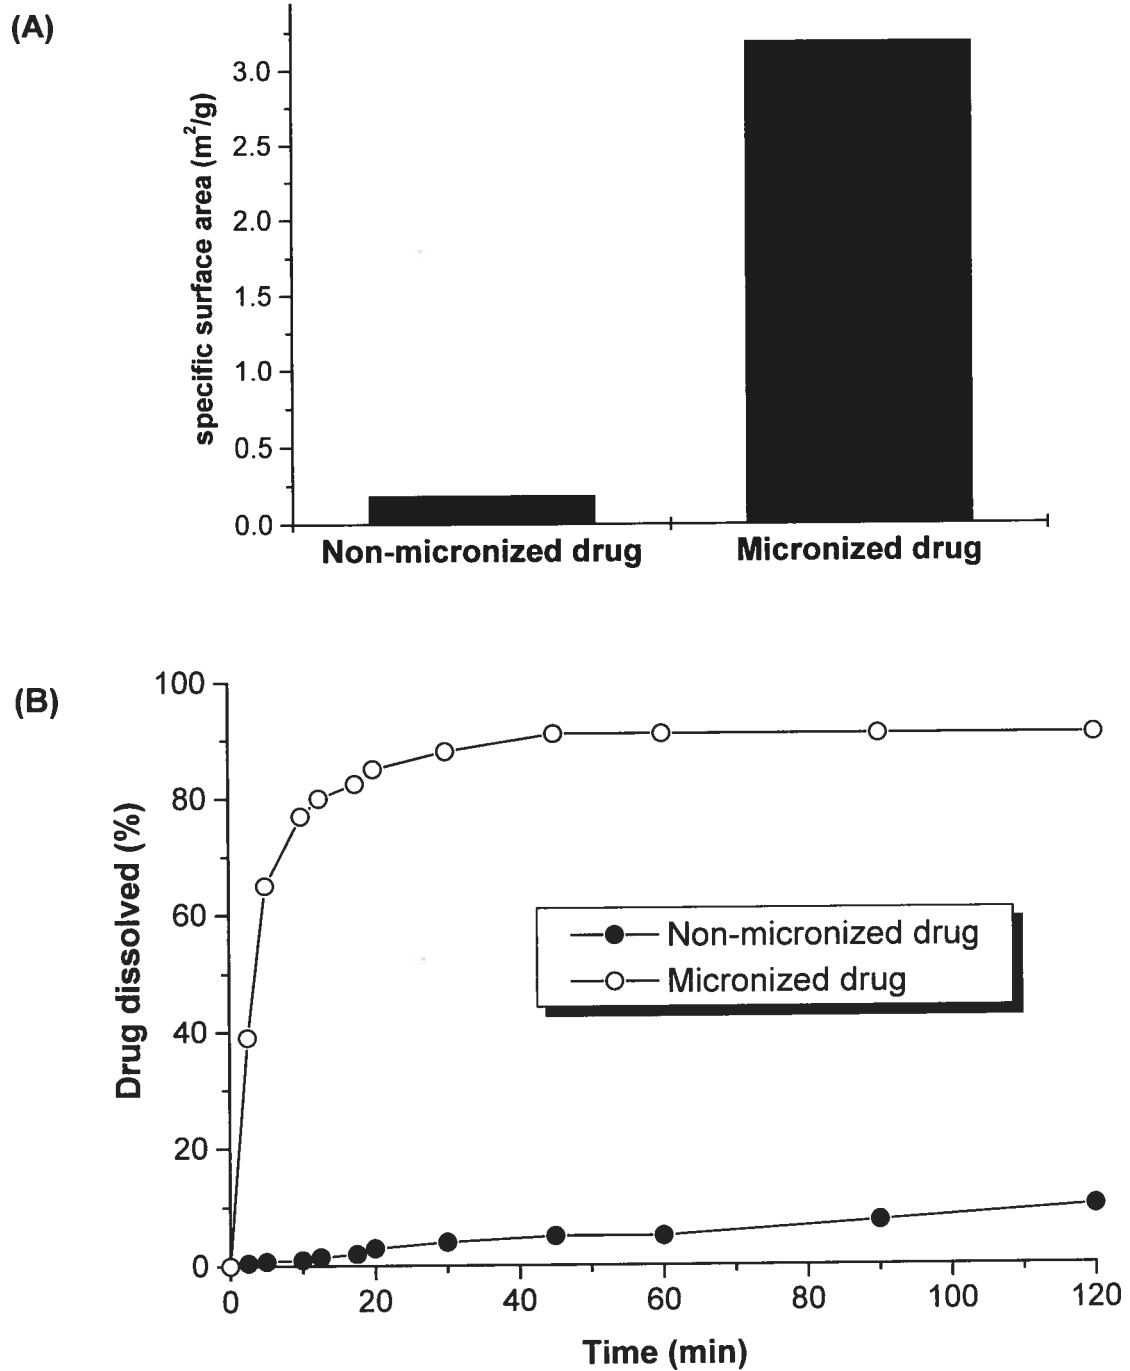 (A)
3.0
2.5
2.0
1.5
1.0
0.5
0.0
specific surface area (m²/g)
Non-micronized drug
Micronized drug
(B)
100
80
60
40
20
0
Drug dissolved (%)
Non-micronized drug
Micronized drug
0 20 40 60 80 100 120
Time (min)